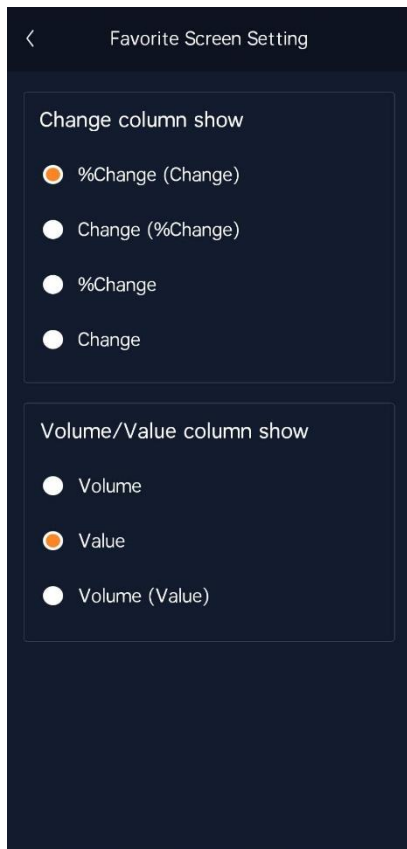 Favorite Screen Setting
Change column show
%Change (Change)
Change (%Change)
%Change
Change
Volume/Value column show
Volume
Value
Volume (Value)